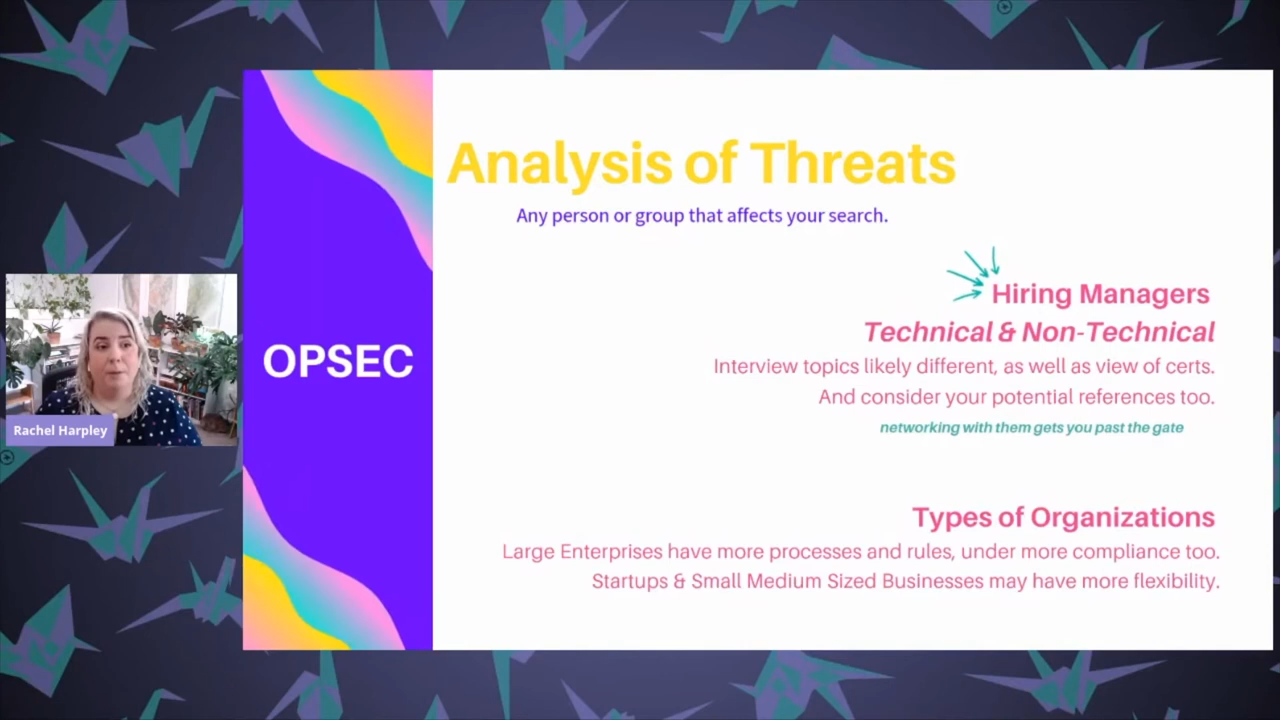 Analysis of Threats
Any person or group that affects your search.
Hiring Managers
Technical & Non-Technical
Interview topics likely different, as well as view of certs.
And consider your potential references too.
networking with them gets you past the gate
OPSEC
Rachel Harpley
Types of Organizations
Large Enterprises have more processes and rules, under more compliance too.
Startups & Small Medium Sized Businesses may have more flexibility.